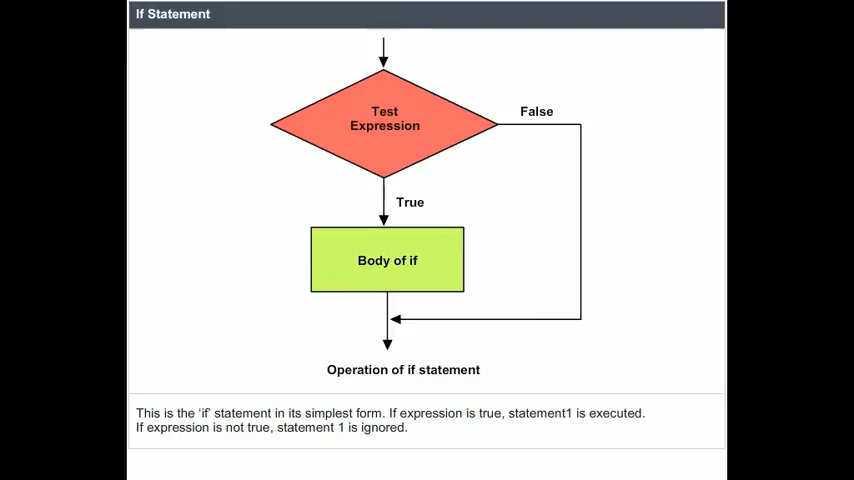 If Statement
Test
Expression
False
True
Body of if
Operation of if statement
This is the ‘if’ statement in its simplest form. If expression is true, statement1 is executed.
If expression is not true, statement 1 is ignored.